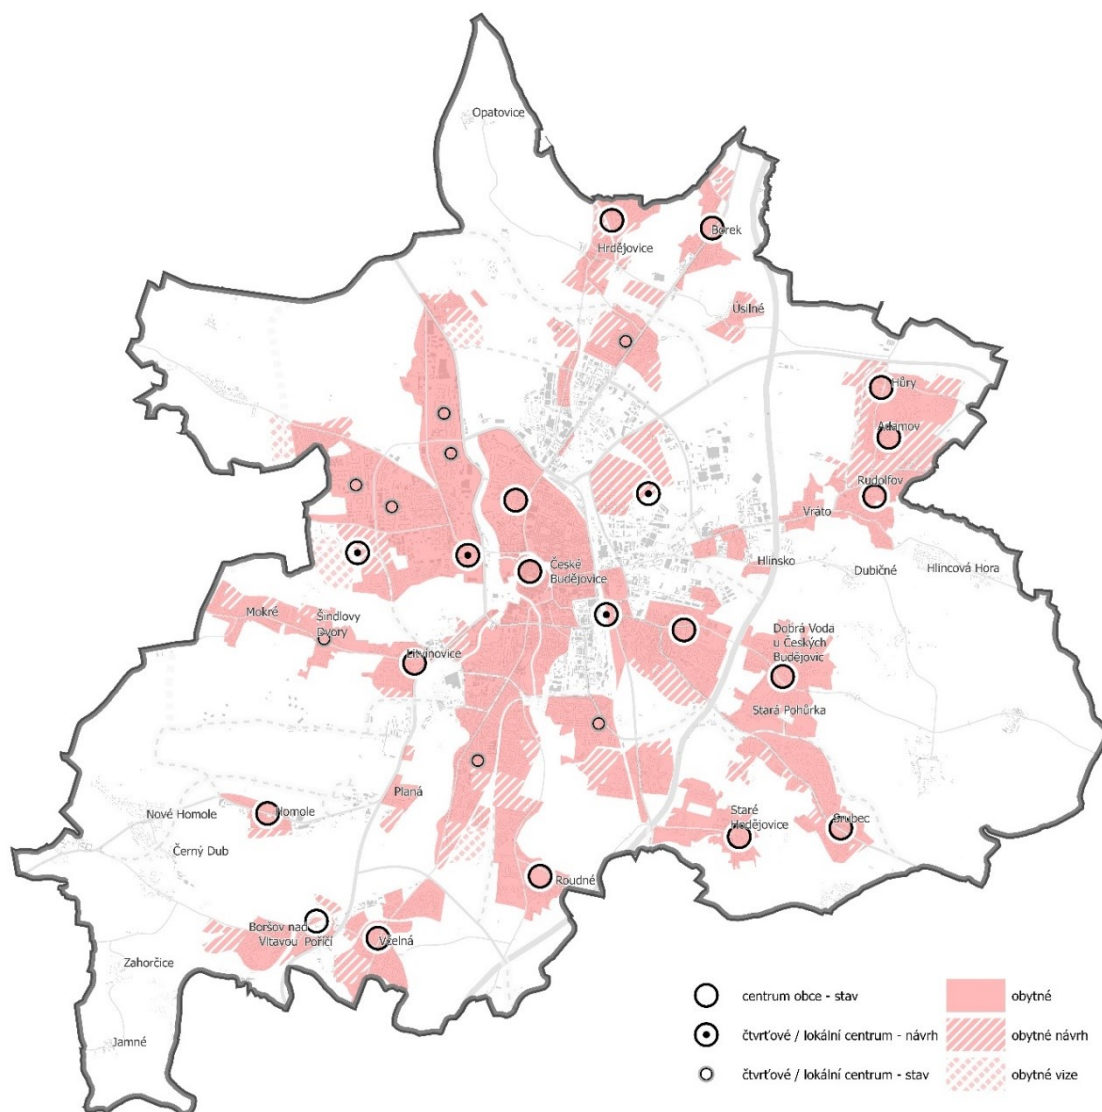 Opatovice
Borek
Hrdějovice
Úsilné
Hůry
Adamov
Rudolfov
Vráto
Hlinsko
Dubičné
Hlincová Hora
České
Budějovice
Mokré
Šindlovy
Dvory
Litvínovice
Dobrá Voda
u Českých
Budějovic
Stará Pohůrka
Planá
Nové Homole
Homole
Staré
Hodějovice
Srubec
Černý Dub
Roudné
Boršov nad
Vltavou Poříčí
Včelná
Zahorčice
Jamné
centrum obce - stav
obytné
čtvrťové / lokální centrum - návrh
obytné návrh
čtvrťové / lokální centrum - stav
obytné vize